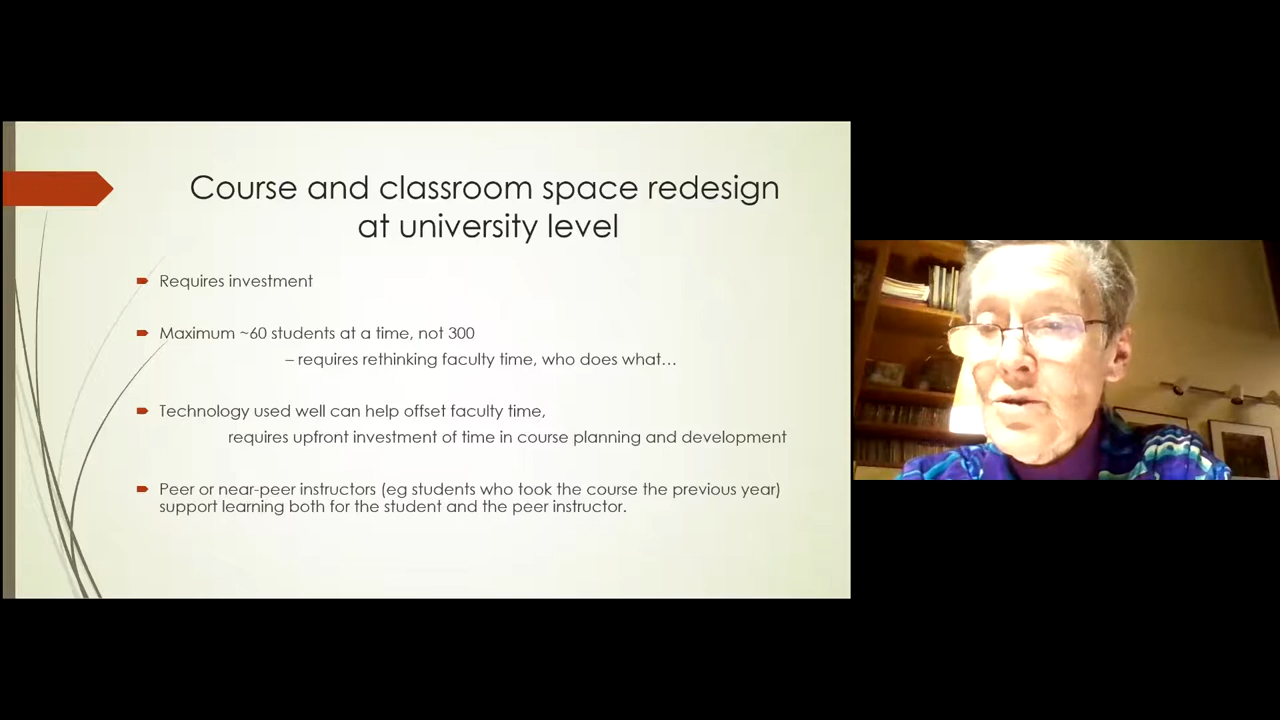 Course and classroom space redesign
at university level
Requires investment
Maximum ~60 students at a time, not 300
– requires rethinking faculty time, who does what…
Technology used well can help offset faculty time,
requires upfront investment of time in course planning and development
Peer or near-peer instructors (eg students who took the course the previous year)
support learning both for the student and the peer instructor.